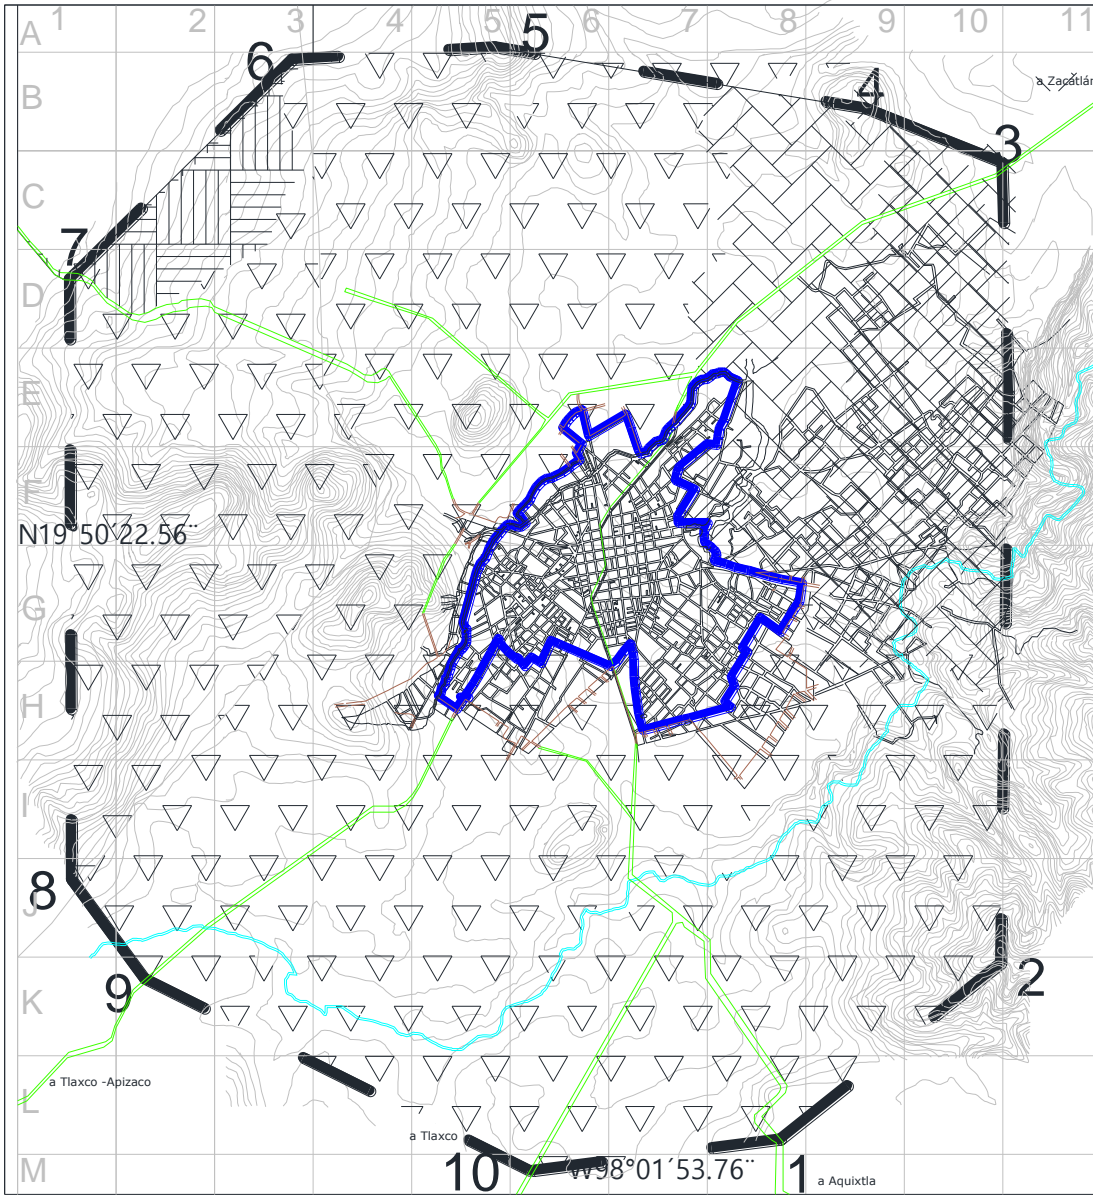 1 2 3 4 5 6 7 8 9 10 11
A
5
6
4
B
a Zacatlán
3
C
7
D
E
F
N19°50´22.56¨
G
H
I
8
J
2
9
K
a Tlaxco -Apizaco
L
a Tlaxco
10
W98°01´53.76¨
1
M
a Aquixtla